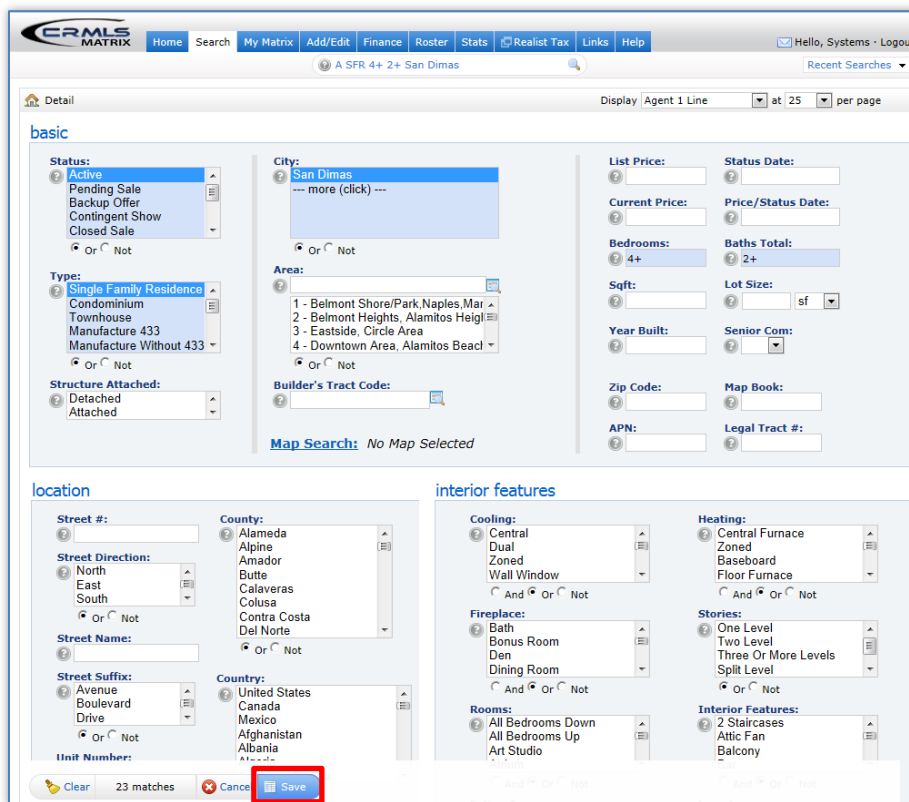 CRMLS
MATRIX
Home Search My Matrix Add/Edit Finance Roster Stats Realist Tax Links Help
Hello, Systems · Logou
A SFR 4+ 2+ San Dimas
Recent Searches
Detail
Display Agent 1 Line at 25 per page
basic
Status:
Active
Pending Sale
Backup Offer
Contingent Show
Closed Sale
Or Not
Type:
Single Family Residence
Condominium
Townhouse
Manufacture 433
Manufacture Without 433
Or Not
Structure Attached:
Detached
Attached
City:
San Dimas
--- more (click) ---
Or Not
Area:
1 - Belmont Shore/Park,Naples,Mar
2 - Belmont Heights, Alamitos Heigh
3 - Eastside, Circle Area
4 - Downtown Area, Alamitos Beach
Or Not
Builder's Tract Code:
Map Search: No Map Selected
List Price: Status Date:
Current Price: Price/Status Date:
Bedrooms: Baths Total:
4+ 2+
Sqft: Lot Size:
sf
Year Built: Senior Com:
Zip Code: Map Book:
APN: Legal Tract #:
location
Street #:
Street Direction:
North
East
South
Or Not
Street Name:
Street Suffix:
Avenue
Boulevard
Drive
Or Not
Unit Number:
County:
Alameda
Alpine
Amador
Butte
Calaveras
Colusa
Contra Costa
Del Norte
Or Not
Country:
United States
Canada
Mexico
Afghanistan
Albania
Algeria
interior features
Cooling:
Central
Dual
Zoned
Wall Window
And Or Not
Fireplace:
Bath
Bonus Room
Den
Dining Room
And Or Not
Rooms:
All Bedrooms Down
All Bedrooms Up
Art Studio
And Or Not
Heating:
Central Furnace
Zoned
Baseboard
Floor Furnace
And Or Not
Stories:
One Level
Two Level
Three Or More Levels
Split Level
Or Not
Interior Features:
2 Staircases
Attic Fan
Balcony
And Or Not
Clear 23 matches Cance Save